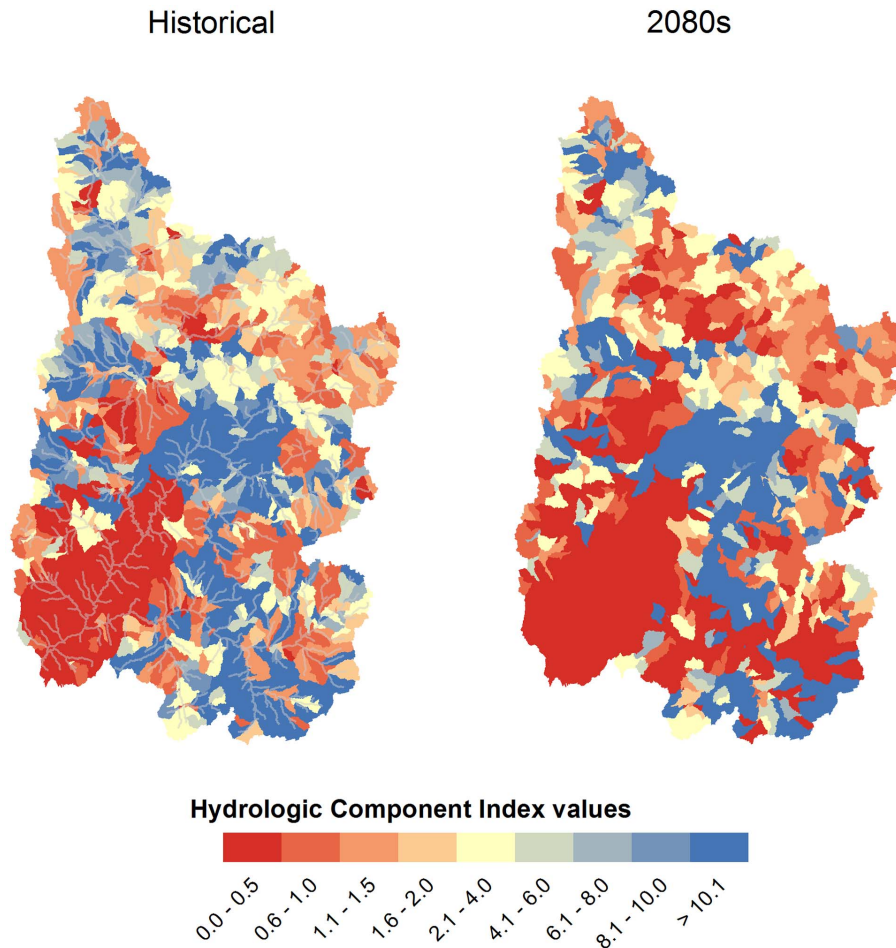 Historical 2080s
Hydrologic Component Index values
0.0 - 0.5 0.6 - 1.0 1.1 - 1.5 1.6 - 2.0 2.1 - 4.0 4.1 - 6.0 6.1 - 8.0 8.1 - 10.0 > 10.1